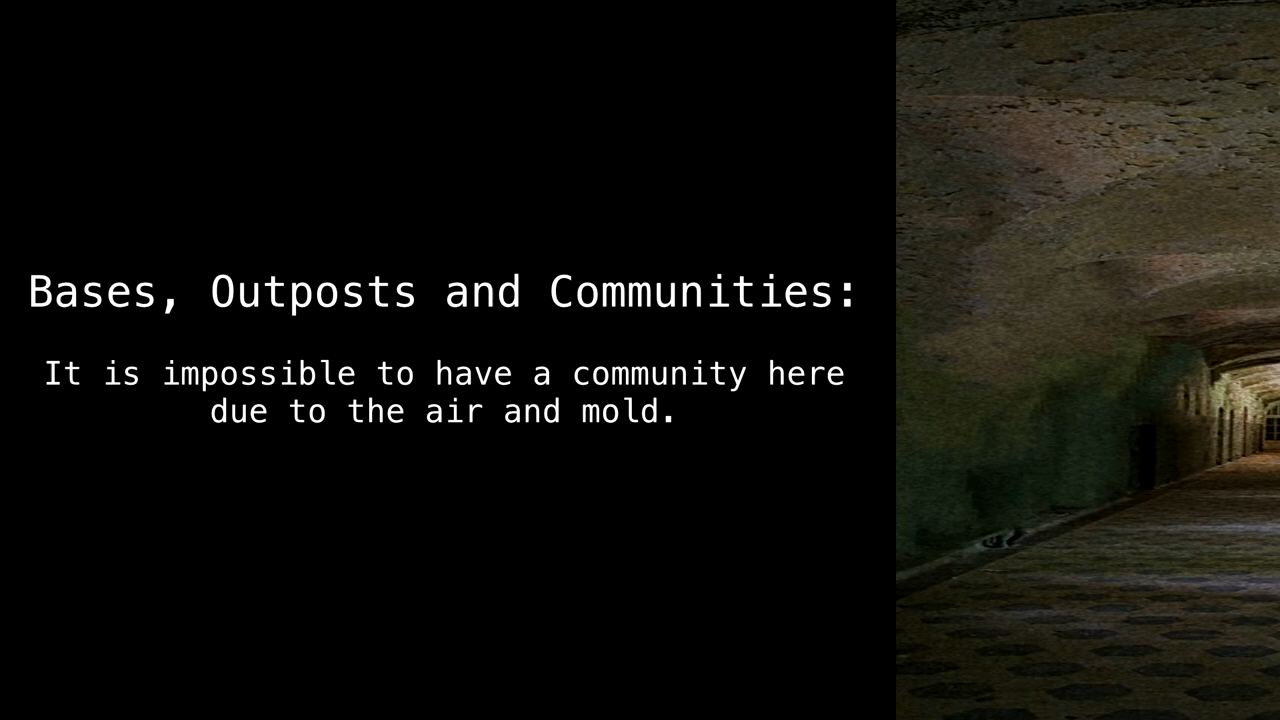 Bases, Outposts and Communities:
It is impossible to have a community here
due to the air and mold.